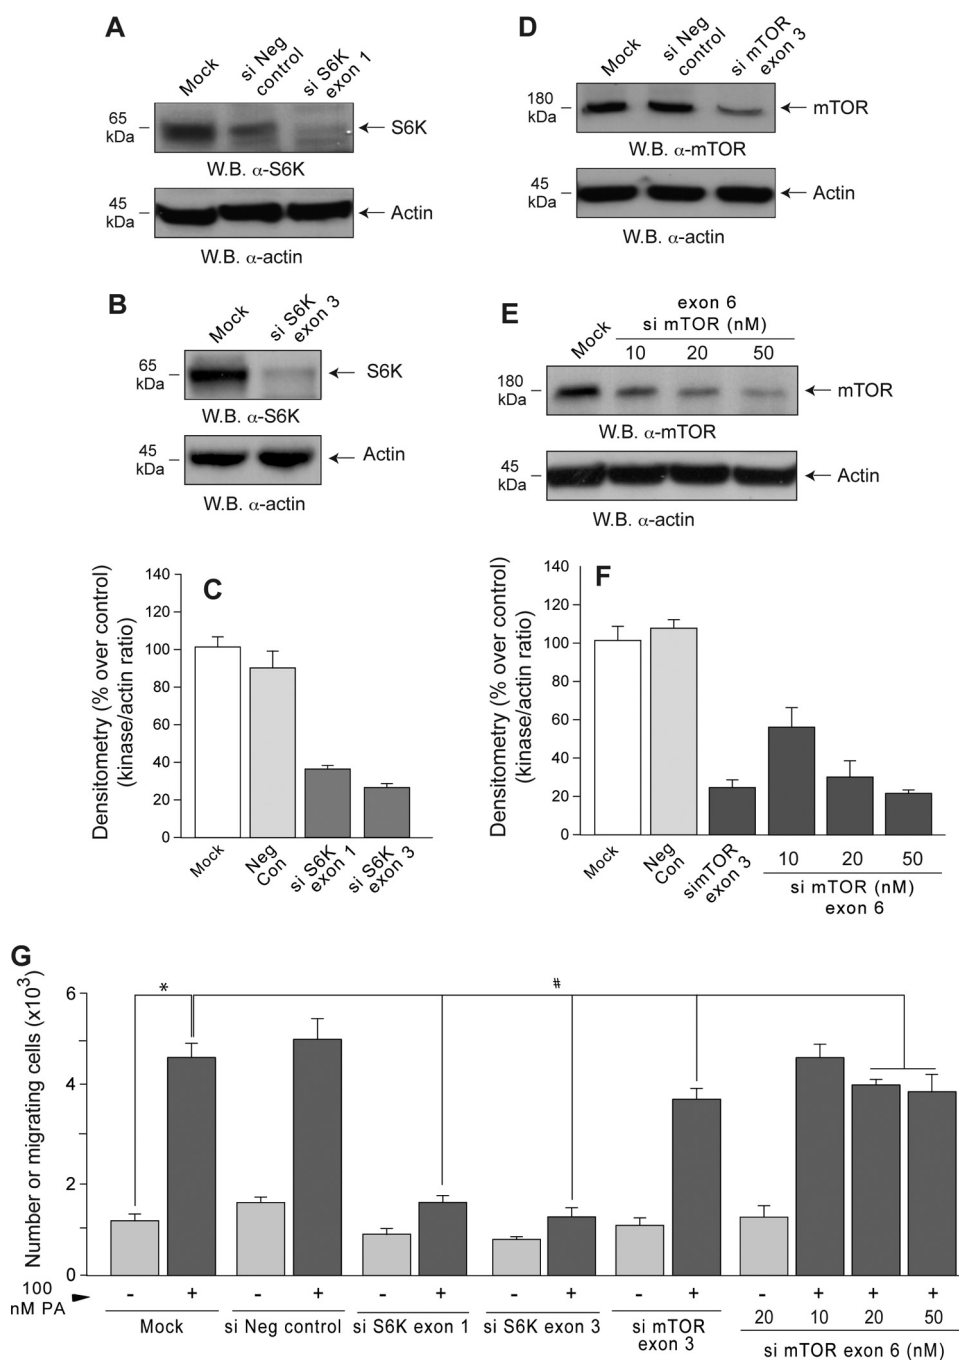 A
Mock
si Neg
control
si S6K
exon 1
65
kDa
S6K
W.B. α-S6K
45
kDa
Actin
W.B. α-actin
B
Mock
si S6K
exon 3
65
kDa
S6K
W.B. α-S6K
45
kDa
Actin
W.B. α-actin
C
Densitometry (% over control)
(kinase/actin ratio)
140
120
100
80
60
40
20
0
Mock
Neg
Con
si S6K
exon 1
si S6K
exon 3
D
Mock
si Neg
control
si mTOR
exon 3
180
kDa
mTOR
W.B. α-mTOR
45
kDa
Actin
W.B. α-actin
E
exon 6
si mTOR (nM)
Mock
10 20 50
180
kDa
mTOR
W.B. α-mTOR
45
kDa
Actin
W.B. α-actin
F
Densitometry (% over control)
(kinase/actin ratio)
140
120
100
80
60
40
20
0
Mock
Neg
Con
simTOR
exon 3
10 20 50
si mTOR (nM)
exon 6
G
Number or migrating cells (x10³)
6
4
2
0
* #
100
nM PA
- + - + - + - + - + - + + +
20 10 20 50
Mock
si Neg control
si S6K exon 1
si S6K exon 3
si mTOR
exon 3
si mTOR exon 6 (nM)